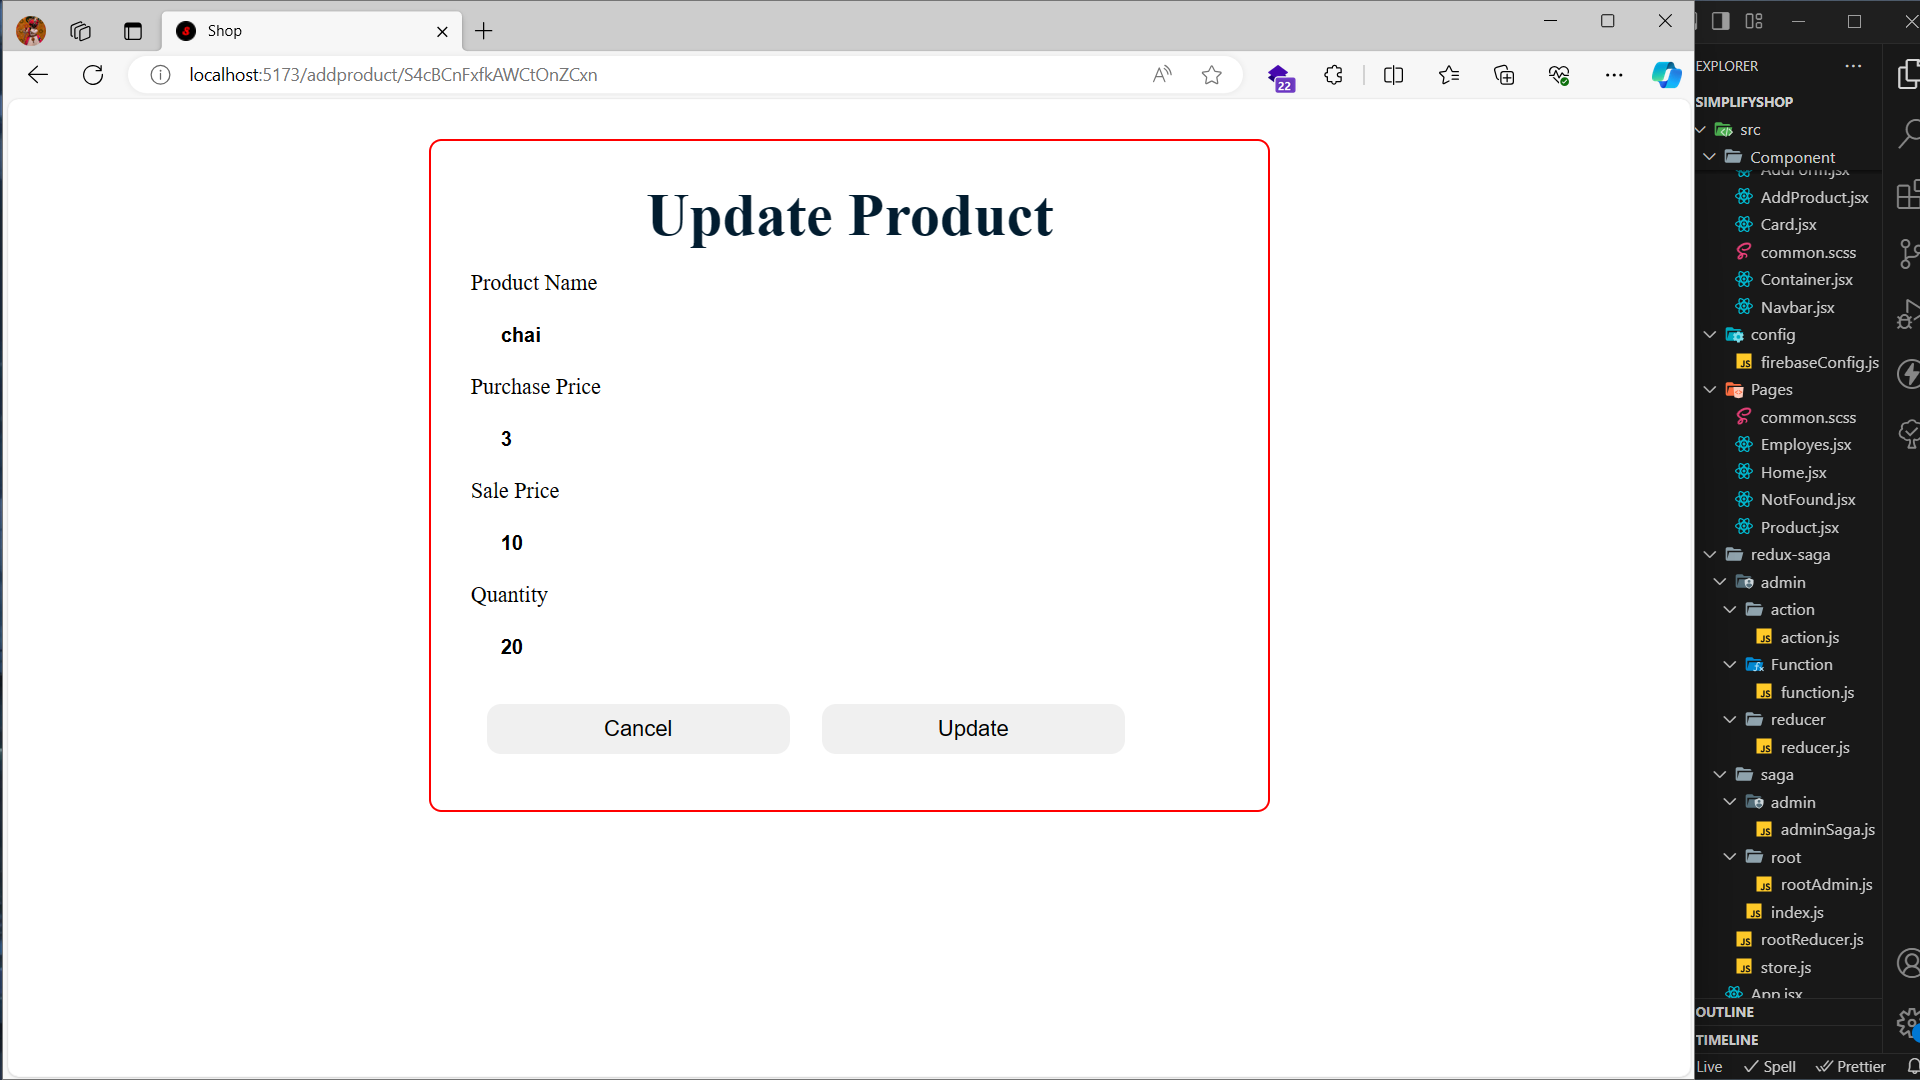 Shop
localhost:5173/addproduct/S4cBCnFxfkAWCtOnZCxn
22
Update Product
Product Name
chai
Purchase Price
3
Sale Price
10
Quantity
20
Cancel
Update
EXPLORER
SIMPLIFYSHOP
src
Component
AddForm.jsx
AddProduct.jsx
Card.jsx
common.scss
Container.jsx
Navbar.jsx
config
firebaseConfig.js
Pages
common.scss
Employes.jsx
Home.jsx
NotFound.jsx
Product.jsx
redux-saga
admin
action
action.js
Function
function.js
reducer
reducer.js
saga
admin
adminSaga.js
root
rootAdmin.js
index.js
rootReducer.js
store.js
App.jsx
OUTLINE
TIMELINE
Live Spell Prettier